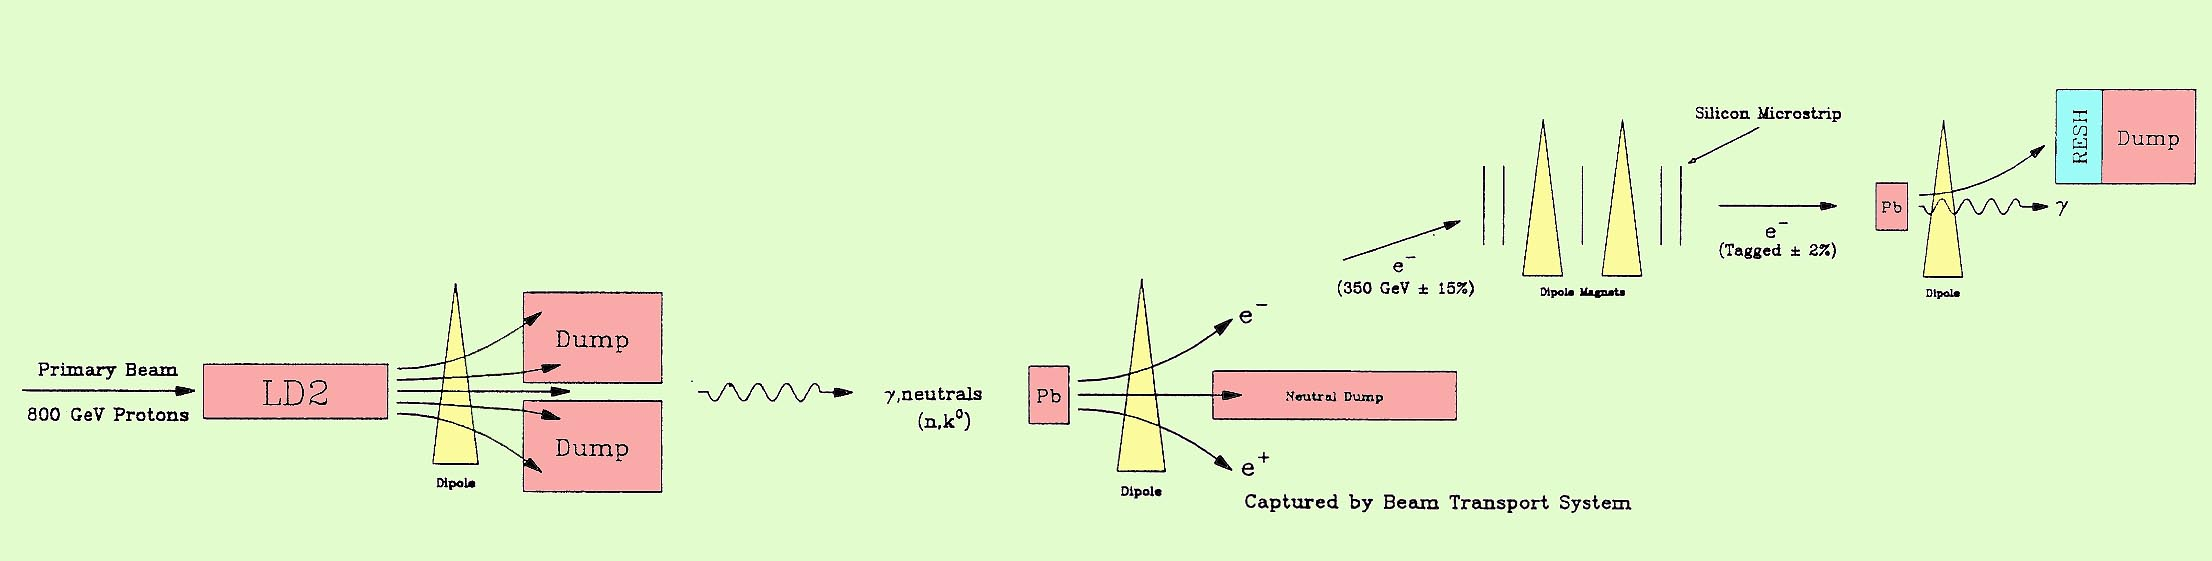 Primary Beam
800 GeV Protons
LD2
Dipole
Dump
Dump
γ,neutrals
(n,k⁰)
Pb
Dipole
e⁻
Neutral Dump
e⁺
Captured by Beam Transport System
e⁻
(350 GeV ± 15%)
Dipole Magnets
Silicon Microstrip
e⁻
(Tagged ± 2%)
Pb
Dipole
γ
RESH
Dump